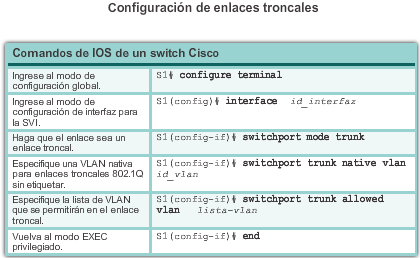 Configuración de enlaces troncales
Comandos de IOS de un switch Cisco
Ingrese al modo de
configuración global.
S1# configure terminal
Ingrese al modo de
configuración de interfaz para
la SVI.
S1(config)# interface id_interfaz
Haga que el enlace sea un
enlace troncal.
S1(config-if)# switchport mode trunk
Especifique una VLAN nativa
para enlaces troncales 802.1Q
sin etiquetar.
S1(config-if)# switchport trunk native vlan
id_vlan
Especifique la lista de VLAN
que se permitirán en el enlace
troncal.
S1(config-if)# switchport trunk allowed
vlan lista-vlan
Vuelva al modo EXEC
privilegiado.
S1(config-if)# end